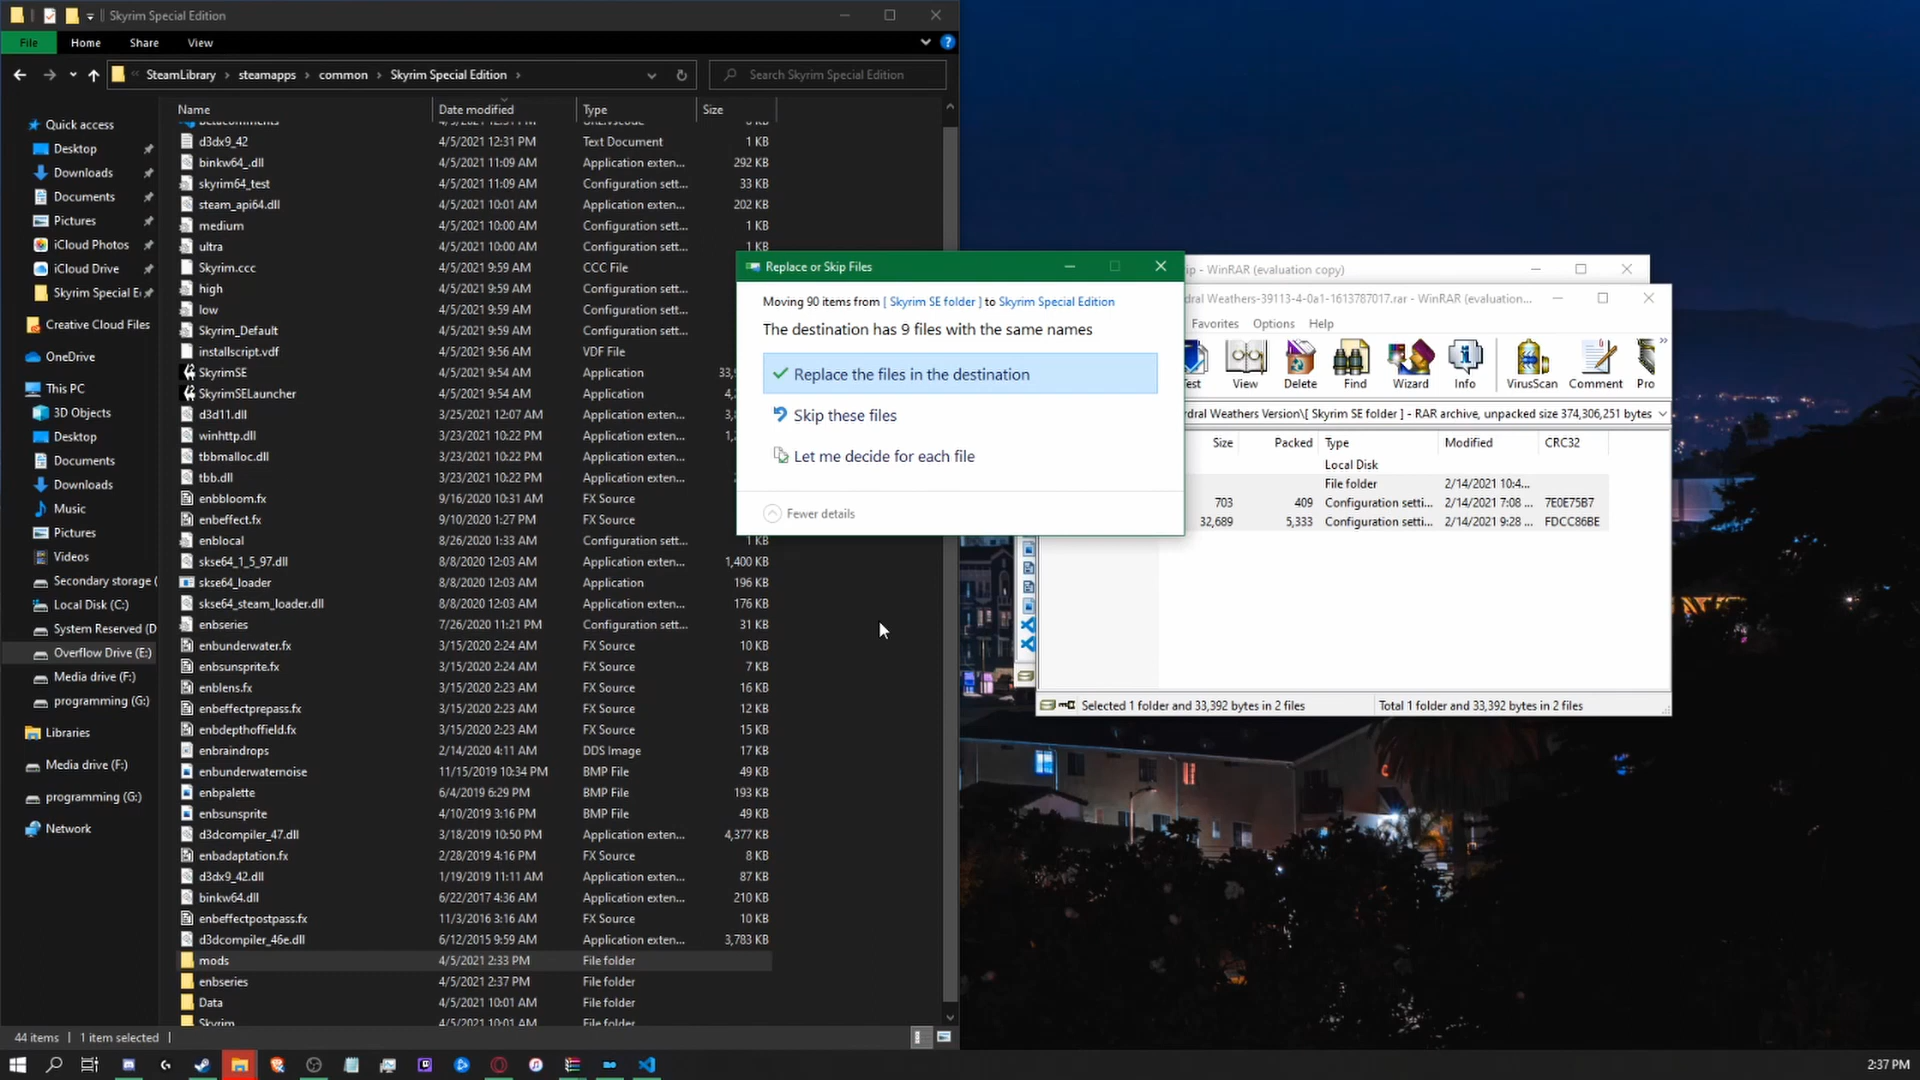 Skyrim Special Edition
File Home Share View
SteamLibrary steamapps common Skyrim Special Edition
Search Skyrim Special Edition
Name Date modified Type Size
Quick access
Desktop
Downloads
Documents
Pictures
iCloud Photos
iCloud Drive
Skyrim Special E
Creative Cloud Files
OneDrive
This PC
3D Objects
Desktop
Documents
Downloads
Music
Pictures
Videos
Secondary storage (
Local Disk (C:)
System Reserved (D
Overflow Drive (E:)
Media drive (F:)
programming (G:)
Libraries
Media drive (F:)
programming (G:)
Network
d3dx9_42 4/5/2021 12:31 PM Text Document 1 KB
binkw64_.dll 4/5/2021 11:09 AM Application exten... 292 KB
skyrim64_test 4/5/2021 11:09 AM Configuration sett... 33 KB
steam_api64.dll 4/5/2021 10:01 AM Application exten... 202 KB
medium 4/5/2021 10:00 AM Configuration sett... 1 KB
ultra 4/5/2021 10:00 AM Configuration sett... 1 KB
Skyrim.ccc 4/5/2021 9:59 AM CCC File
high 4/5/2021 9:59 AM Configuration sett...
low 4/5/2021 9:59 AM Configuration sett...
Skyrim_Default 4/5/2021 9:59 AM Configuration sett...
installscript.vdf 4/5/2021 9:56 AM VDF File
SkyrimSE 4/5/2021 9:54 AM Application 33,
SkyrimSELauncher 4/5/2021 9:54 AM Application 4,
d3d11.dll 3/25/2021 12:07 AM Application exten... 3,
winhttp.dll 3/23/2021 10:22 PM Application exten... 1,
tbbmalloc.dll 3/23/2021 10:22 PM Application exten...
tbb.dll 3/23/2021 10:22 PM Application exten...
enbbloom.fx 9/16/2020 10:31 AM FX Source
enbeffect.fx 9/10/2020 1:27 PM FX Source
enblocal 8/26/2020 1:33 AM Configuration sett... 1 KB
skse64_1_5_97.dll 8/8/2020 12:03 AM Application exten... 1,400 KB
skse64_loader 8/8/2020 12:03 AM Application 196 KB
skse64_steam_loader.dll 8/8/2020 12:03 AM Application exten... 176 KB
enbseries 7/26/2020 11:21 PM Configuration sett... 31 KB
enbunderwater.fx 3/15/2020 2:24 AM FX Source 10 KB
enbsunsprite.fx 3/15/2020 2:24 AM FX Source 7 KB
enblens.fx 3/15/2020 2:23 AM FX Source 16 KB
enbeffectprepass.fx 3/15/2020 2:23 AM FX Source 12 KB
enbdepthoffield.fx 3/15/2020 2:23 AM FX Source 15 KB
enbraindrops 2/14/2020 4:11 AM DDS Image 17 KB
enbunderwaternoise 11/15/2019 10:34 PM BMP File 49 KB
enbpalette 6/4/2019 6:29 PM BMP File 193 KB
enbsunsprite 4/10/2019 3:16 PM BMP File 49 KB
d3dcompiler_47.dll 3/18/2019 10:50 PM Application exten... 4,377 KB
enbadaptation.fx 2/28/2019 4:16 PM FX Source 8 KB
d3dx9_42.dll 1/19/2019 11:11 AM Application exten... 87 KB
binkw64.dll 6/22/2017 4:36 AM Application exten... 210 KB
enbeffectpostpass.fx 11/3/2016 3:16 AM FX Source 10 KB
d3dcompiler_46e.dll 6/12/2015 9:59 AM Application exten... 3,783 KB
mods 4/5/2021 2:33 PM File folder
enbseries 4/5/2021 2:37 PM File folder
Data 4/5/2021 10:01 AM File folder
Skyrim 4/5/2021 10:01 AM File folder
44 items 1 item selected
Replace or Skip Files
Moving 90 items from [ Skyrim SE folder ] to Skyrim Special Edition
The destination has 9 files with the same names
Replace the files in the destination
Skip these files
Let me decide for each file
Fewer details
ip - WinRAR (evaluation copy)
dral Weathers-39113-4-0a1-1613787017.rar - WinRAR (evaluation...
Favorites Options Help
est View Delete Find Wizard Info VirusScan Comment Pro
rdral Weathers Version\[ Skyrim SE folder ] - RAR archive, unpacked size 374,306,251 bytes
Size Packed Type Modified CRC32
Local Disk
File folder 2/14/2021 10:4...
703 409 Configuration setti... 2/14/2021 7:08 ... 7E0E75B7
32,689 5,333 Configuration setti... 2/14/2021 9:28 ... FDCC86BE
Selected 1 folder and 33,392 bytes in 2 files
Total 1 folder and 33,392 bytes in 2 files
2:37 PM